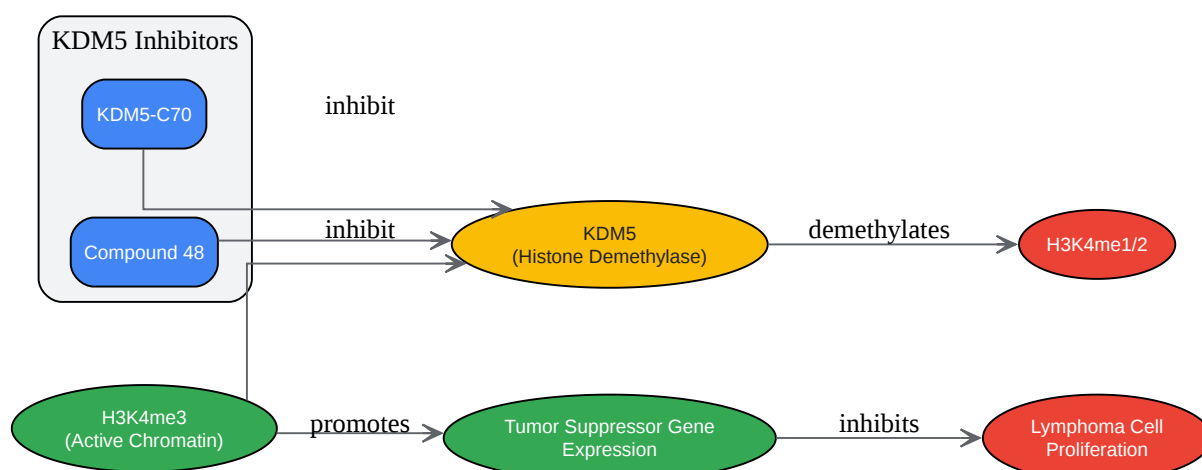 KDM5 Inhibitors
KDM5-C70
inhibit
Compound 48
inhibit
KDM5
(Histone Demethylase)
demethylates
H3K4me1/2
H3K4me3
(Active Chromatin)
promotes
Tumor Suppressor Gene
Expression
inhibits
Lymphoma Cell
Proliferation